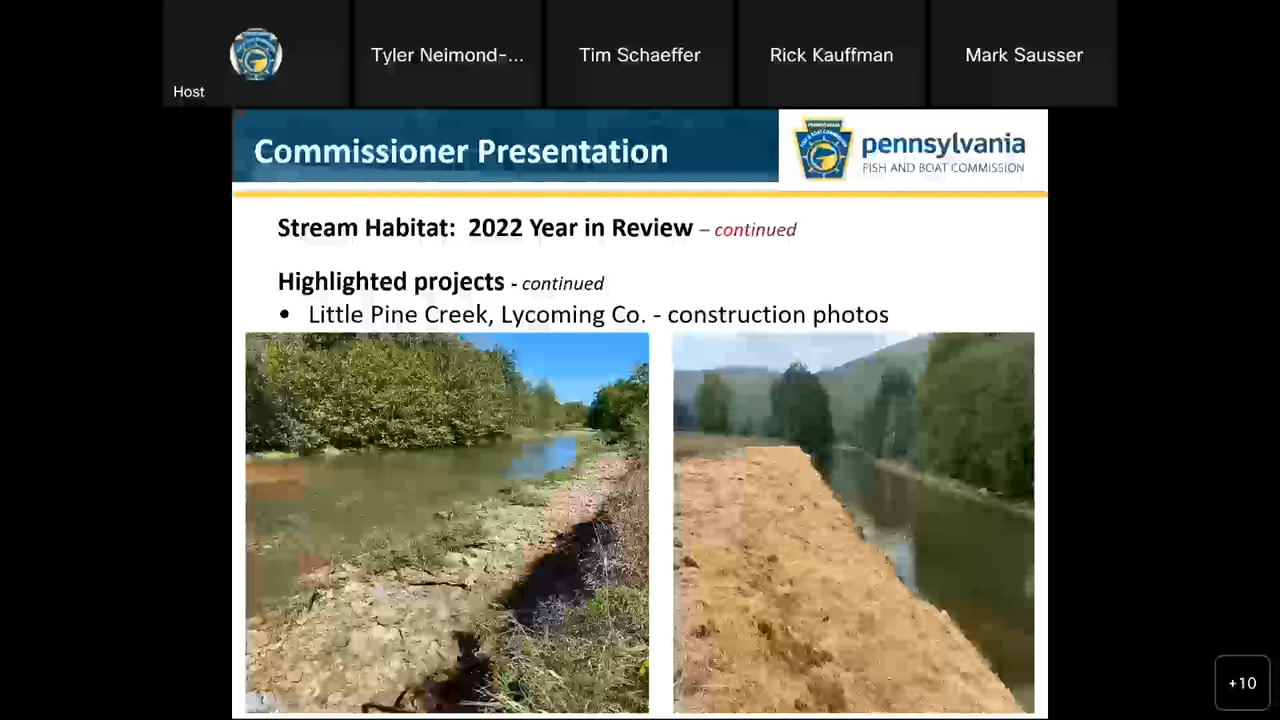 Host
Tyler Neimond-...
Tim Schaeffer
Rick Kauffman
Mark Sausser
Commissioner Presentation
pennsylvania
FISH AND BOAT COMMISSION
Stream Habitat: 2022 Year in Review – continued
Highlighted projects - continued
• Little Pine Creek, Lycoming Co. - construction photos
+10